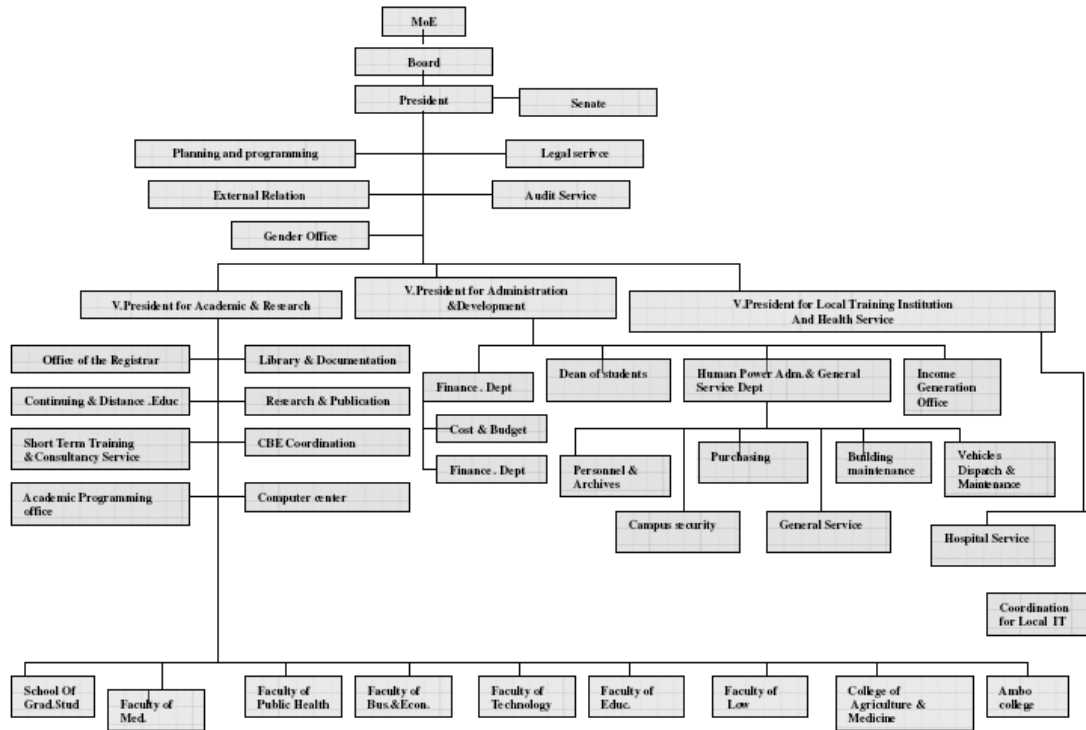 MoE
Board
President
Senate
Planning and programming
Legal serivce
External Relation
Audit Service
Gender Office
V.President for Academic & Research
V.President for Administration
&Development
V.President for Local Training Institution
And Health Service
Office of the Registrar
Library & Documentation
Continuing & Distance .Educ
Research & Publication
Short Term Training
&Consultancy Service
CBE Coordination
Academic Programming
office
Computer center
Finance . Dept
Dean of students
Human Power Adm.& General
Service Dept
Income
Generation
Office
Cost & Budget
Finance . Dept
Personnel &
Archives
Purchasing
Building
maintenance
Vehicles
Dispatch &
Maintenance
Campus security
General Service
Hospital Service
Coordination
for Local IT
School Of
Grad.Stud
Faculty of
Med.
Faculty of
Public Health
Faculty of
Bus.&Econ.
Faculty of
Technology
Faculty of
Educ.
Faculty of
Low
College of
Agriculture &
Medicine
Ambo
college